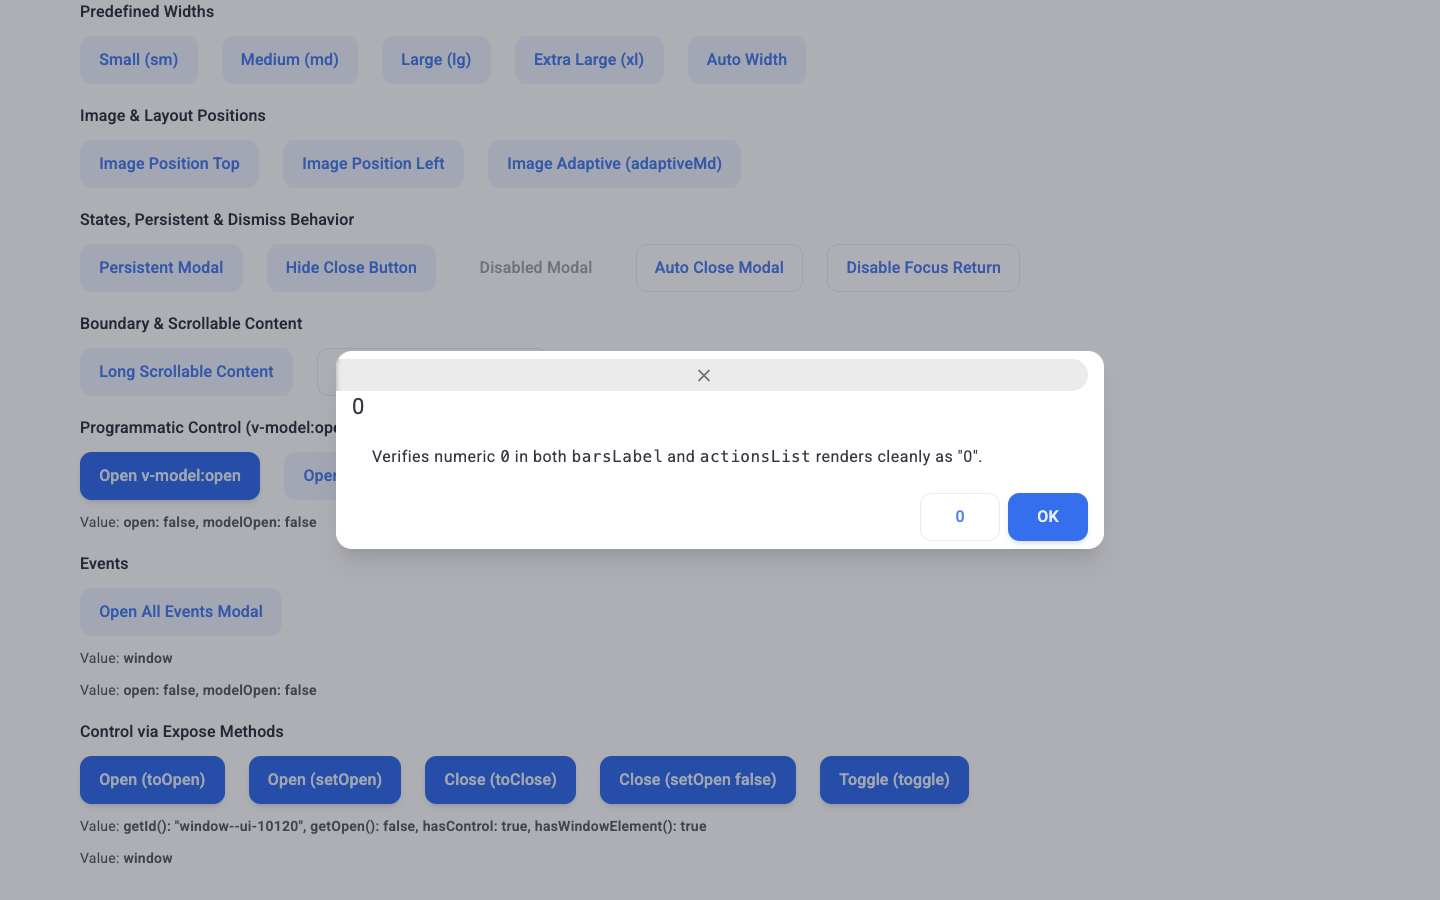 Predefined Widths
Small (sm) Medium (md) Large (lg) Extra Large (xl) Auto Width
Image & Layout Positions
Image Position Top Image Position Left Image Adaptive (adaptiveMd)
States, Persistent & Dismiss Behavior
Persistent Modal Hide Close Button Disabled Modal Auto Close Modal Disable Focus Return
Boundary & Scrollable Content
Long Scrollable Content
0
Programmatic Control (v-model:ope
Verifies numeric 0 in both barsLabel and actionsList renders cleanly as "0".
Open v-model:open Oper
0 OK
Value: open: false, modelOpen: false
Events
Open All Events Modal
Value: window
Value: open: false, modelOpen: false
Control via Expose Methods
Open (toOpen) Open (setOpen) Close (toClose) Close (setOpen false) Toggle (toggle)
Value: getId(): "window--ui-10120", getOpen(): false, hasControl: true, hasWindowElement(): true
Value: window